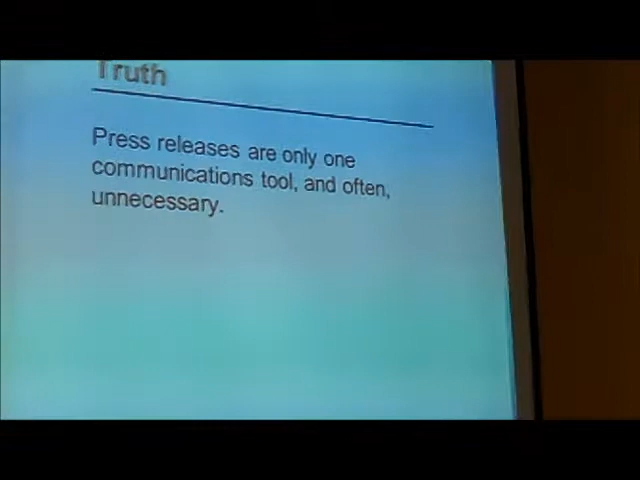 Truth
Press releases are only one
communications tool, and often,
unnecessary.